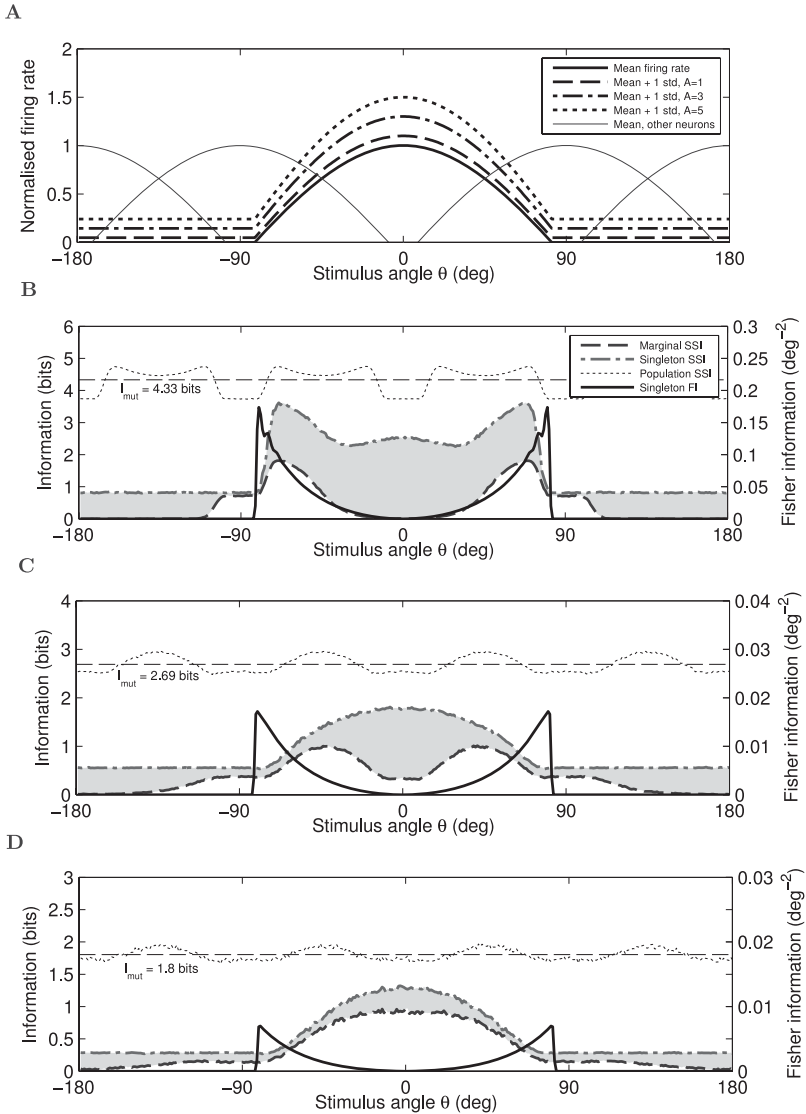 A
Normalised firing rate
2
1.5
1
0.5
0
−180
−90
0
90
180
Stimulus angle θ (deg)
Mean firing rate
Mean + 1 std, A=1
Mean + 1 std, A=3
Mean + 1 std, A=5
Mean, other neurons
B
Information (bits)
6
5
4
3
2
1
0
I_mut = 4.33 bits
Marginal SSI
Singleton SSI
Population SSI
Singleton FI
0.3
0.25
0.2
0.15
0.1
0.05
0
Fisher information (deg⁻²)
−180
−90
0
90
180
Stimulus angle θ (deg)
C
Information (bits)
4
3
2
1
0
I_mut = 2.69 bits
0.04
0.03
0.02
0.01
0
Fisher information (deg⁻²)
−180
−90
0
90
180
Stimulus angle θ (deg)
D
Information (bits)
3
2.5
2
1.5
1
0.5
0
I_mut = 1.8 bits
0.03
0.02
0.01
0
Fisher information (deg⁻²)
−180
−90
0
90
180
Stimulus angle θ (deg)